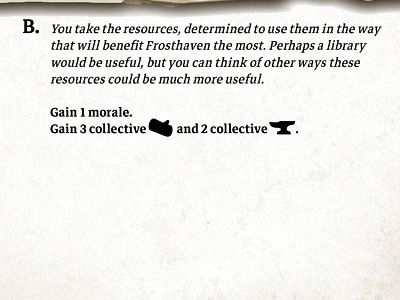 B. You take the resources, determined to use them in the way
that will benefit Frosthaven the most. Perhaps a library
would be useful, but you can think of other ways these
resources could be much more useful.
Gain 1 morale.
Gain 3 collective and 2 collective .